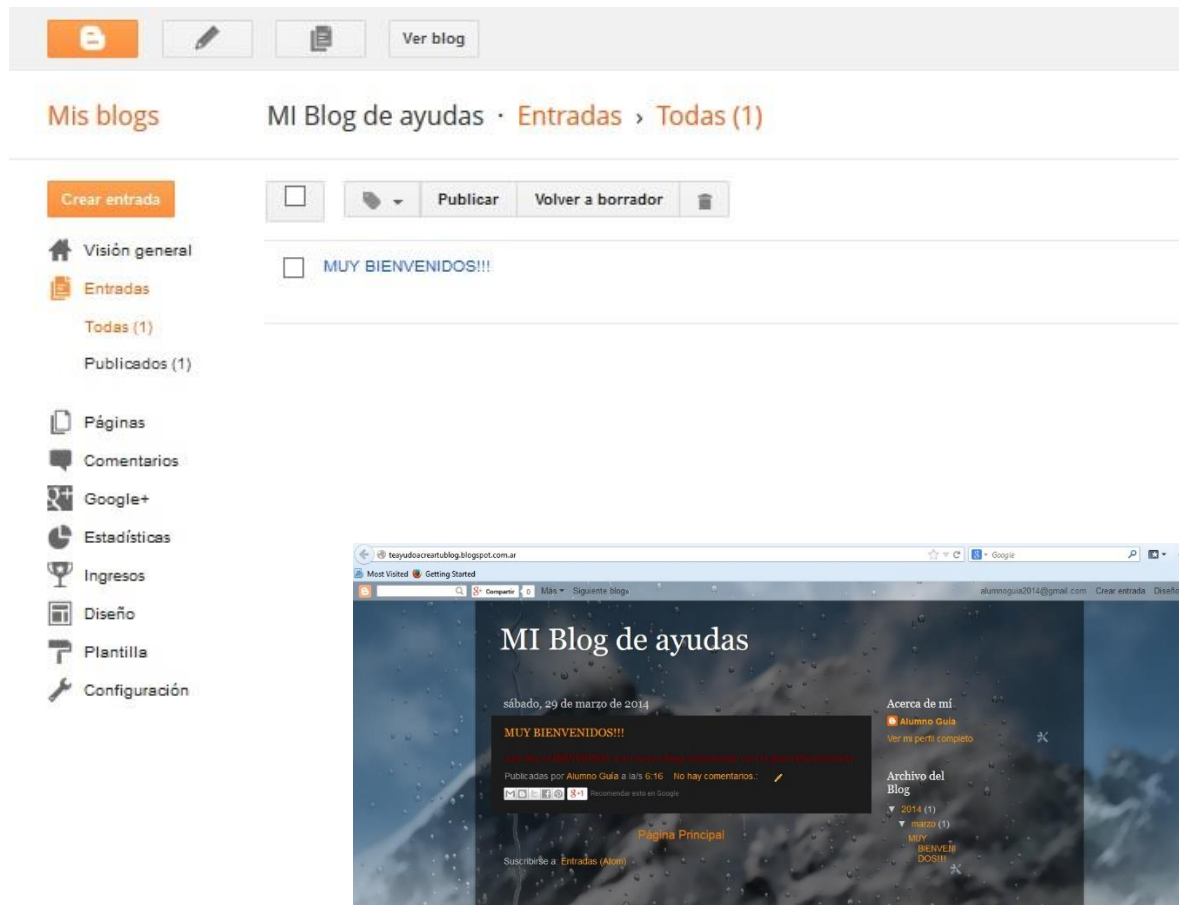 Ver blog
Mis blogs
MI Blog de ayudas · Entradas › Todas (1)
Crear entrada
Publicar Volver a borrador
Visión general
MUY BIENVENIDOS!!!
Entradas
Todas (1)
Publicados (1)
Páginas
Comentarios
Google+
Estadísticas
Ingresos
Diseño
Plantilla
Configuración
teayudoacreartublog.blogspot.com.ar
Google
Most Visited Getting Started
Compartir 0 Más Siguiente blog»
alumnoguia2014@gmail.com Crear entrada Diseño
MI Blog de ayudas
sábado, 29 de marzo de 2014
MUY BIENVENIDOS!!!
Publicadas por Alumno Guía a la/s 6:16 No hay comentarios.:
Recomendar esto en Google
Página Principal
Suscribirse a: Entradas (Atom)
Acerca de mí
Alumno Guía
Ver mi perfil completo
Archivo del
Blog
▼ 2014 (1)
▼ marzo (1)
MUY
BIENVENI
DOS!!!